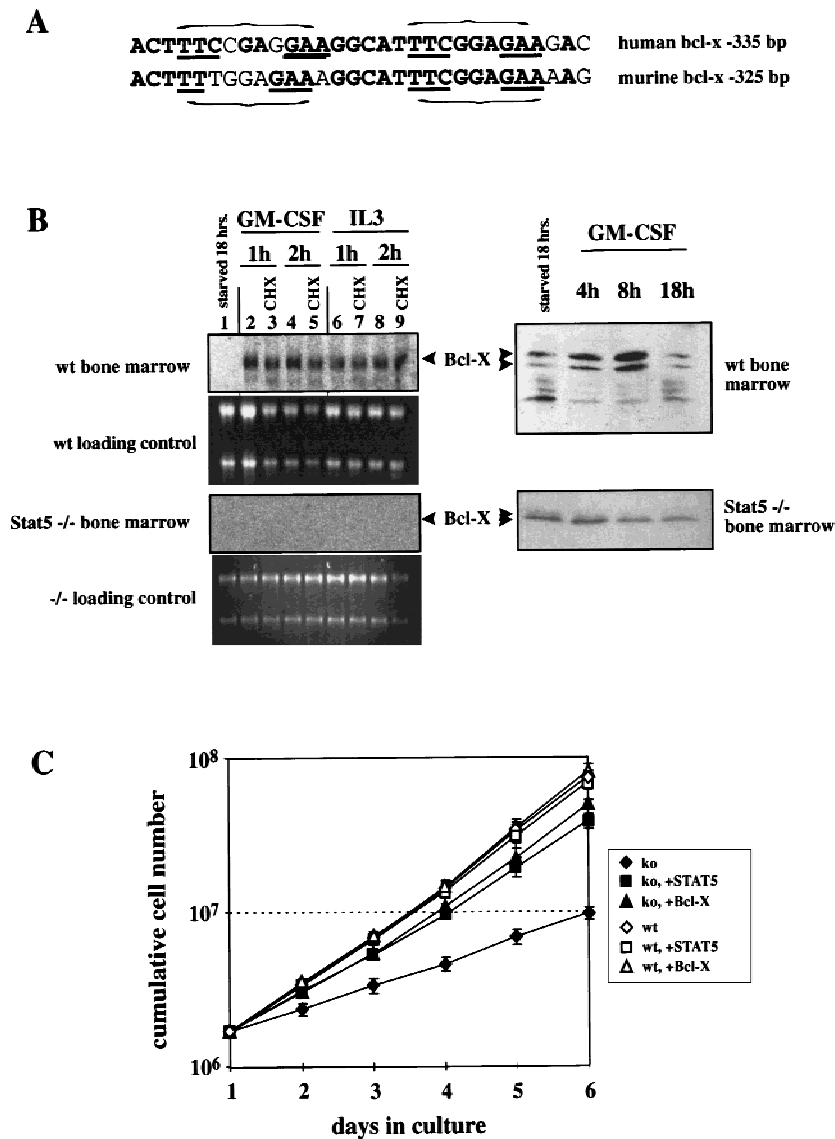 A
ACTTTCCGAGGAAGGCATTTCGGAGAAGAC human bcl-x -335 bp
ACTTTTGGAGGAAAGGCATTTCGGAGAAAAG murine bcl-x -325 bp
B
starved 18 hrs.
GM-CSF IL3
1h 2h 1h 2h
CHX CHX CHX CHX
1 2 3 4 5 6 7 8 9
starved 18 hrs.
GM-CSF
4h 8h 18h
wt bone marrow
Bcl-X
wt bone
marrow
wt loading control
Stat5 -/- bone marrow
Bcl-X
Stat5 -/-
bone marrow
-/- loading control
C
cumulative cell number
10⁸
10⁷
10⁶
1 2 3 4 5 6
days in culture
ko
ko, +STAT5
ko, +Bcl-X
wt
wt, +STAT5
wt, +Bcl-X